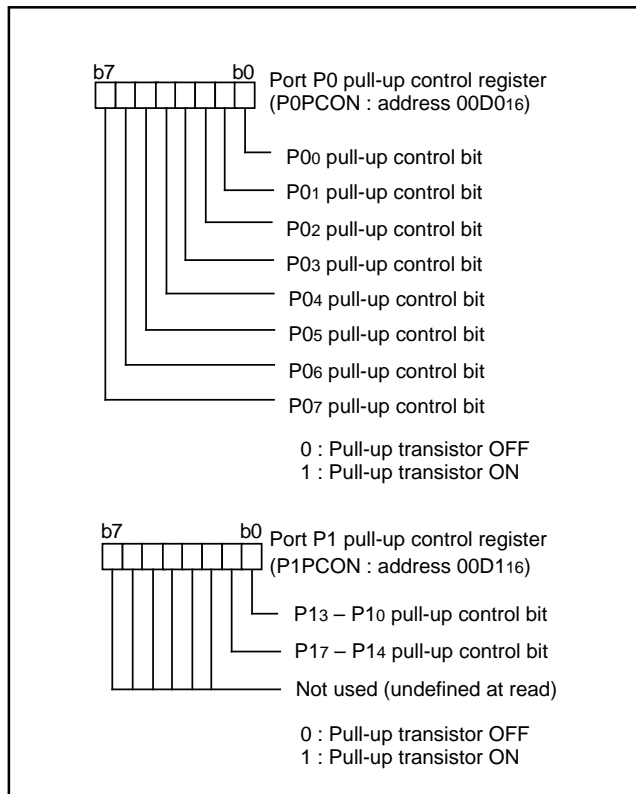 b7 b0
Port P0 pull-up control register
(P0PCON : address 00D016)
P00 pull-up control bit
P01 pull-up control bit
P02 pull-up control bit
P03 pull-up control bit
P04 pull-up control bit
P05 pull-up control bit
P06 pull-up control bit
P07 pull-up control bit
0 : Pull-up transistor OFF
1 : Pull-up transistor ON
b7 b0
Port P1 pull-up control register
(P1PCON : address 00D116)
P13 – P10 pull-up control bit
P17 – P14 pull-up control bit
Not used (undefined at read)
0 : Pull-up transistor OFF
1 : Pull-up transistor ON